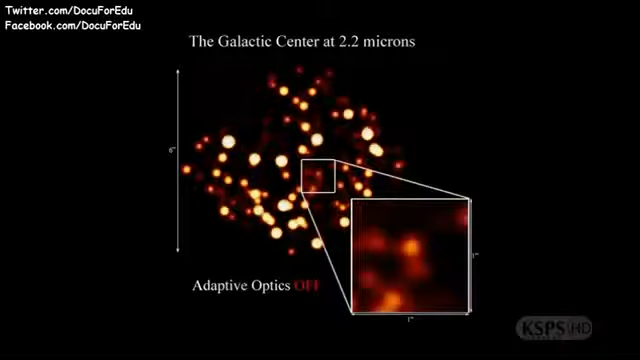 Twitter.com/DocuForEdu
Facebook.com/DocuForEdu
The Galactic Center at 2.2 microns
6"
1"
Adaptive Optics OFF
1"
KSPS HD